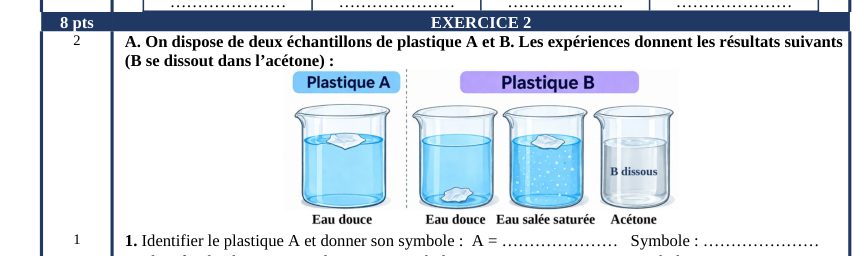 ………………… ………………… ………………… …………………
8 pts EXERCICE 2
2 A. On dispose de deux échantillons de plastique A et B. Les expériences donnent les résultats suivants
(B se dissout dans l’acétone) :
Plastique A Plastique B
B dissous
Eau douce Eau douce Eau salée saturée Acétone
1 1. Identifier le plastique A et donner son symbole : A = ………………… Symbole : …………………